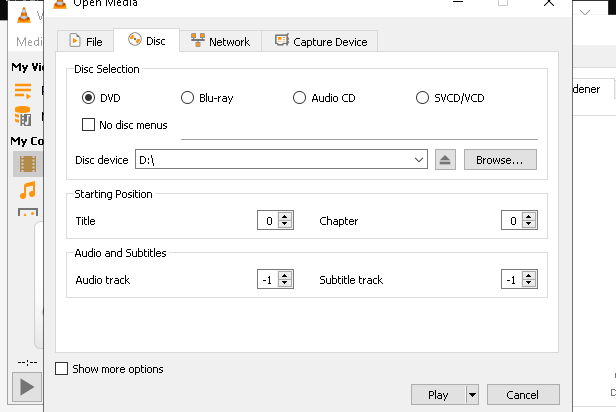 Open Media
Medi
File
Disc
Network
Capture Device
My Vi
Disc Selection
dener
DVD
Blu-ray
Audio CD
SVCD/VCD
No disc menus
My Co
Disc device
D:\
Browse...
Starting Position
Title
0
Chapter
0
Audio and Subtitles
Audio track
-1
Subtitle track
-1
--:--
Show more options
Play
Cancel